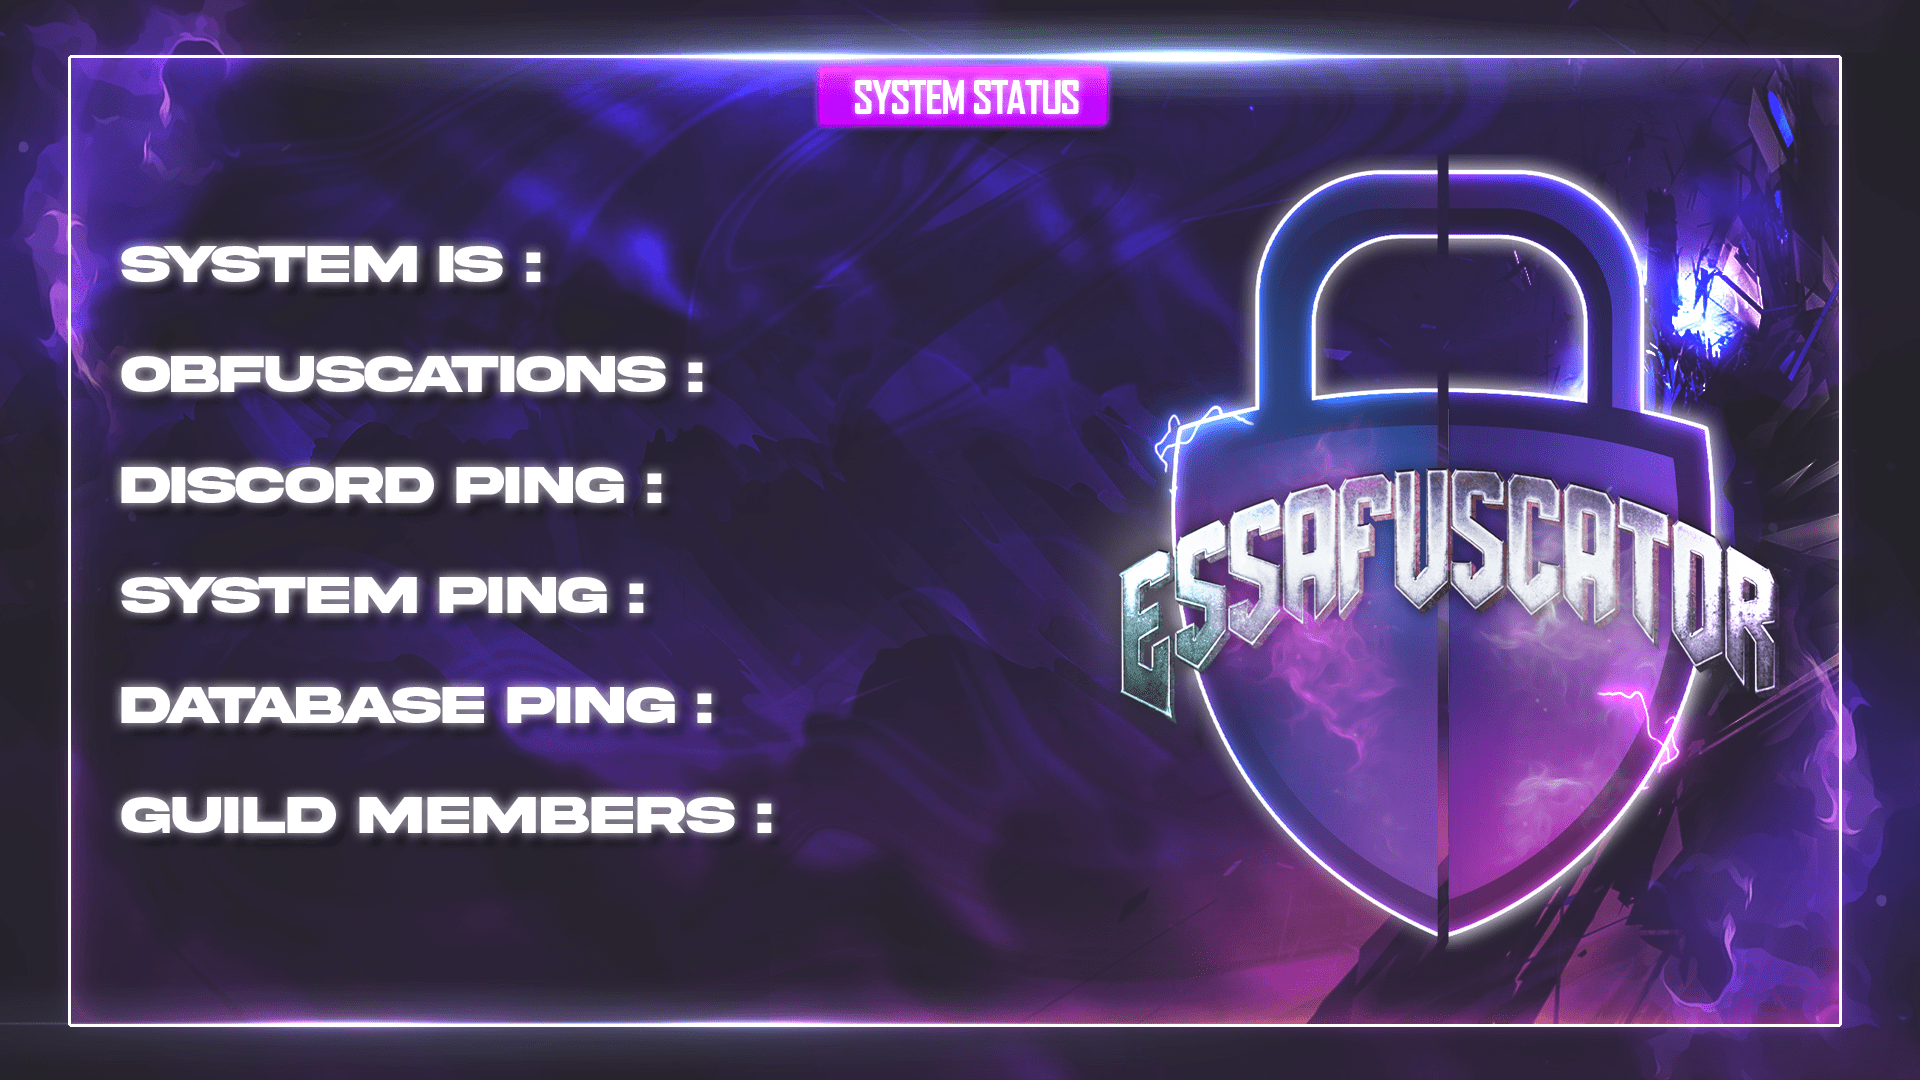 SYSTEM STATUS
SYSTEM IS :
OBFUSCATIONS :
DISCORD PING :
SYSTEM PING :
DATABASE PING :
GUILD MEMBERS :
ESSAFUSCATOR